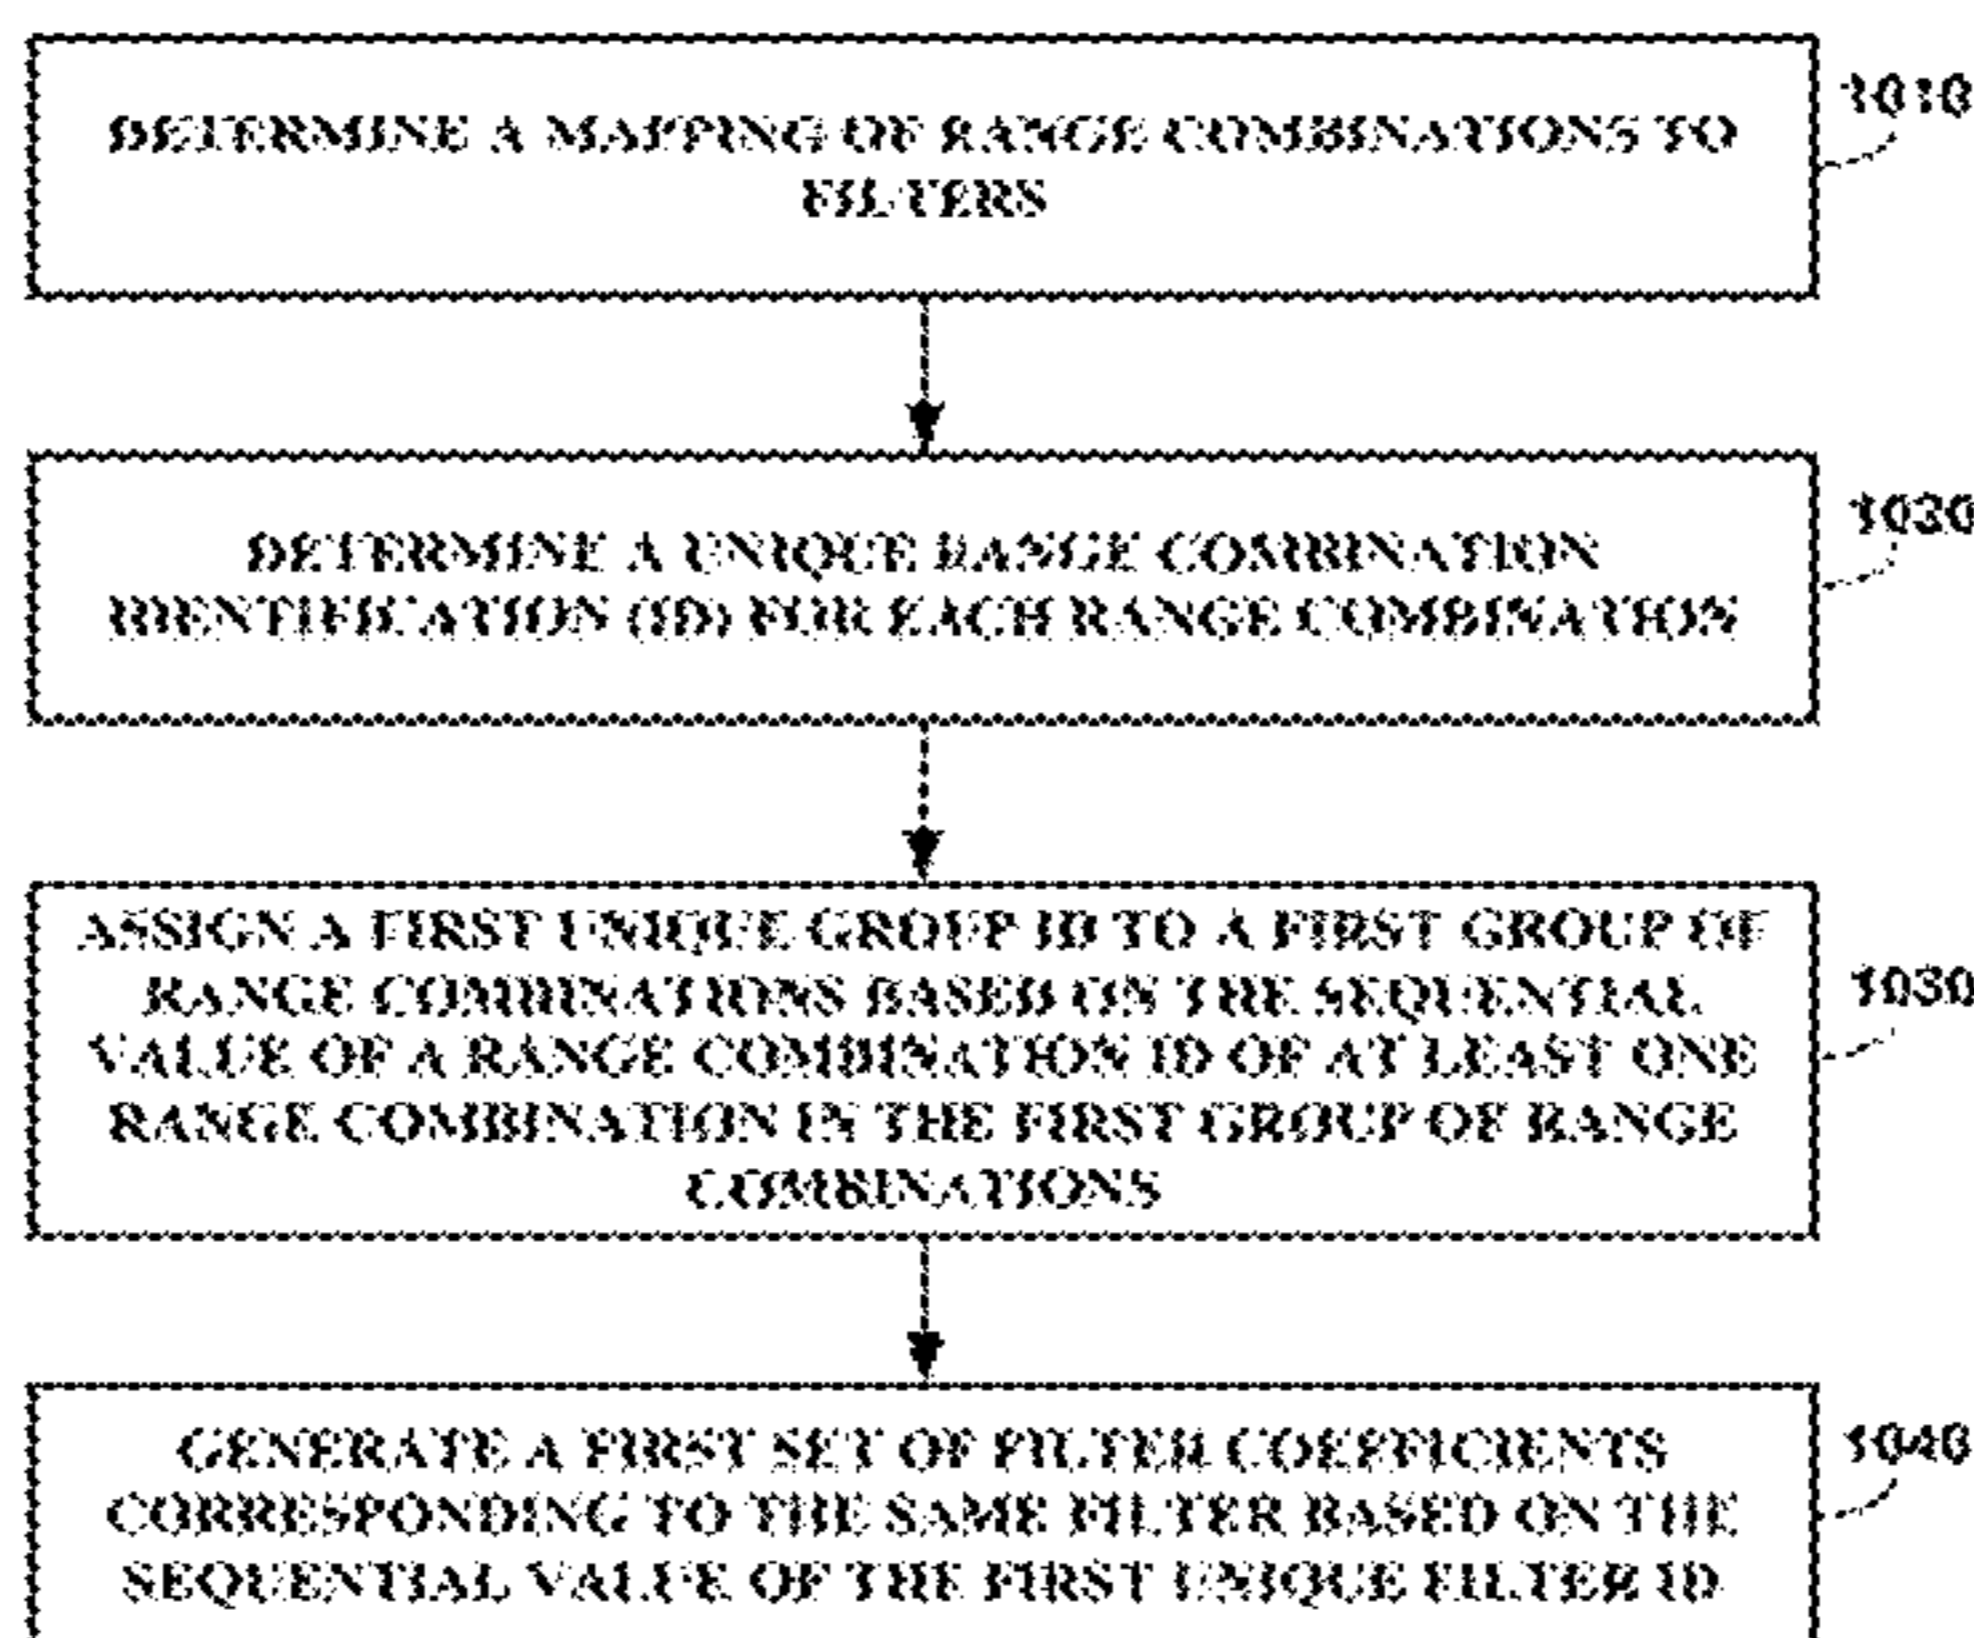 DETERMINE A MAPPING OF RANGE COMBINATIONS TO
FILTERS
1010
DETERMINE A UNIQUE RANGE COMBINATION
IDENTIFICATION (ID) FOR EACH RANGE COMBINATION
1020
ASSIGN A FIRST UNIQUE GROUP ID TO A FIRST GROUP OF
RANGE COMBINATIONS BASED ON THE SEQUENTIAL
VALUE OF A RANGE COMBINATION ID OF AT LEAST ONE
RANGE COMBINATION IN THE FIRST GROUP OF RANGE
COMBINATIONS
1030
GENERATE A FIRST SET OF FILTER COEFFICIENTS
CORRESPONDING TO THE SAME FILTER BASED ON THE
SEQUENTIAL VALUE OF THE FIRST UNIQUE FILTER ID
1040